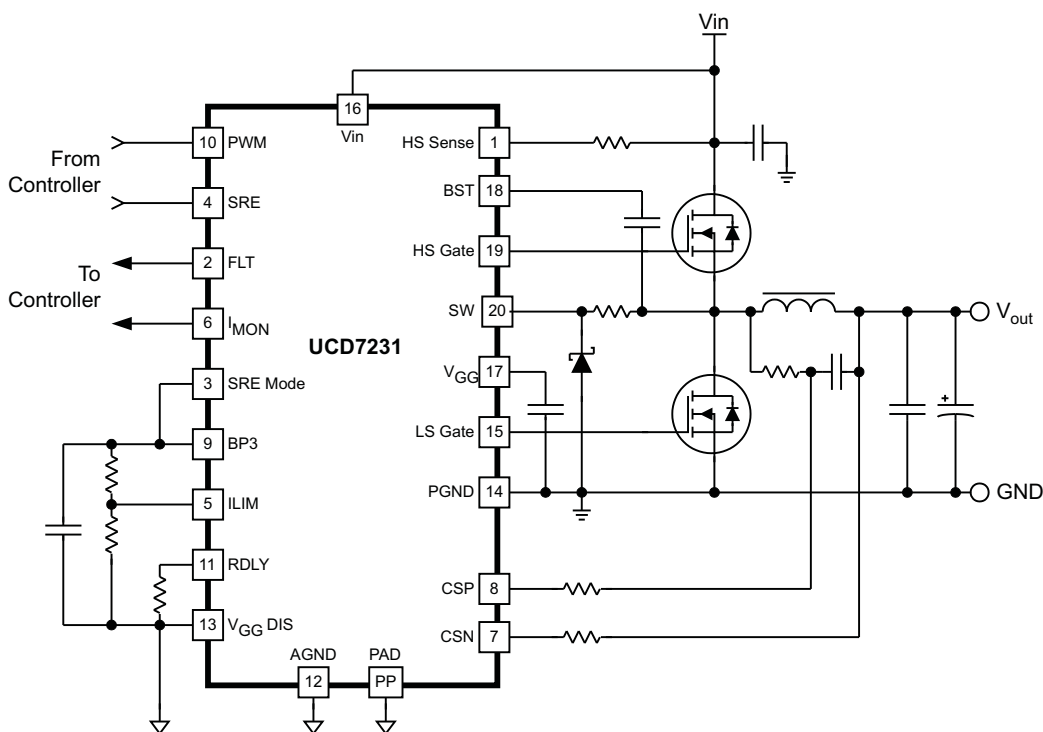 Vin
16
Vin
10 PWM
HS Sense 1
From
Controller
BST 18
4 SRE
HS Gate 19
2 FLT
To
Controller
SW 20
Vout
6 IMON
UCD7231
VGG 17
3 SRE Mode
LS Gate 15
9 BP3
+
PGND 14
GND
5 ILIM
11 RDLY
CSP 8
13 VGG DIS
CSN 7
AGND
PAD
12
PP